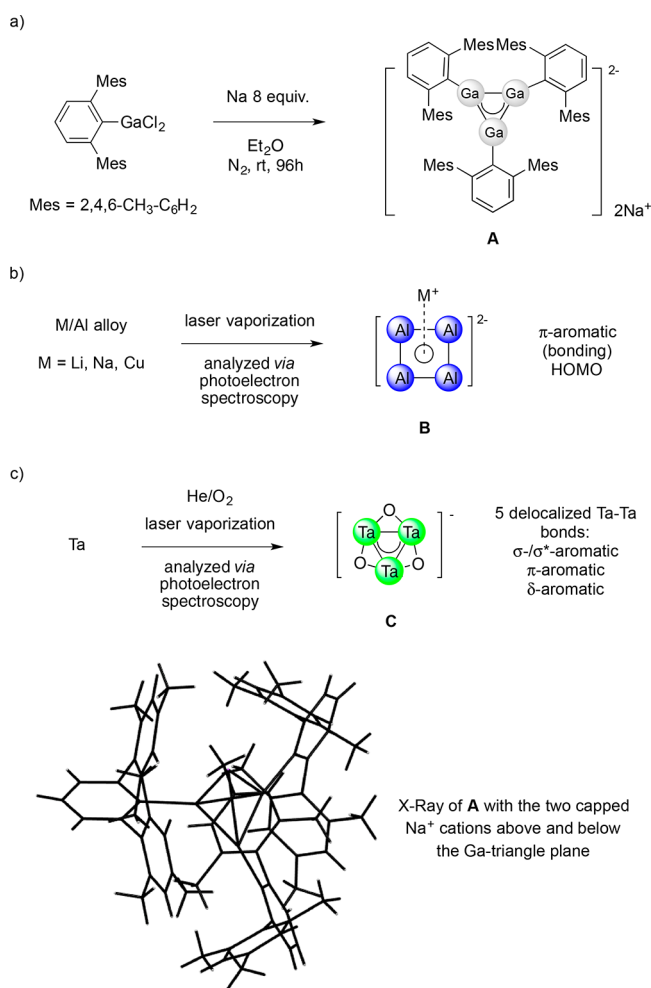 a)
Mes
GaCl₂
Mes
Na 8 equiv.
Et₂O
N₂, rt, 96h
MesMes
2-
Ga Ga
Mes Mes
Ga
Mes Mes
2Na⁺
Mes = 2,4,6-CH₃-C₆H₂
A
b)
M/Al alloy
M = Li, Na, Cu
laser vaporization
analyzed via
photoelectron
spectroscopy
M⁺
2-
Al Al
Al Al
B
π-aromatic
(bonding)
HOMO
c)
Ta
He/O₂
laser vaporization
analyzed via
photoelectron
spectroscopy
-
O
Ta Ta
O O
Ta
C
5 delocalized Ta-Ta
bonds:
σ-/σ*-aromatic
π-aromatic
δ-aromatic
X-Ray of A with the two capped
Na⁺ cations above and below
the Ga-triangle plane